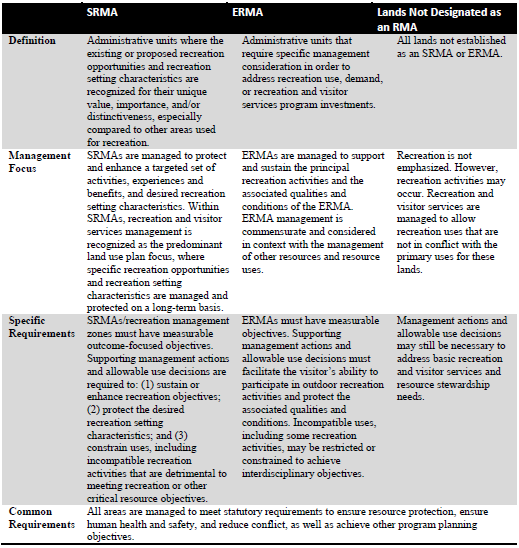 SRMA ERMA Lands Not Designated as
an RMA
Definition
Administrative units where the
existing or proposed recreation
opportunities and recreation
setting characteristics are
recognized for their unique
value, importance, and/or
distinctiveness, especially
compared to other areas used
for recreation.
Administrative units that
require specific management
consideration in order to
address recreation use, demand,
or recreation and visitor
services program investments.
All lands not established
as an SRMA or ERMA.
Management
Focus
SRMAs are managed to protect
and enhance a targeted set of
activities, experiences and
benefits, and desired recreation
setting characteristics. Within
SRMAs, recreation and visitor
services management is
recognized as the predominant
land use plan focus, where
specific recreation opportunities
and recreation setting
characteristics are managed and
protected on a long-term basis.
ERMAs are managed to support
and sustain the principal
recreation activities and the
associated qualities and
conditions of the ERMA.
ERMA management is
commensurate and considered
in context with the management
of other resources and resource
uses.
Recreation is not
emphasized. However,
recreation activities may
occur. Recreation and
visitor services are
managed to allow
recreation uses that are
not in conflict with the
primary uses for these
lands.
Specific
Requirements
SRMAs/recreation management
zones must have measurable
outcome-focused objectives.
Supporting management actions
and allowable use decisions are
required to: (1) sustain or
enhance recreation objectives;
(2) protect the desired
recreation setting
characteristics; and (3)
constrain uses, including
incompatible recreation
activities that are detrimental to
meeting recreation or other
critical resource objectives.
ERMAs must have measurable
objectives. Supporting
management actions and
allowable use decisions must
facilitate the visitor's ability to
participate in outdoor recreation
activities and protect the
associated qualities and
conditions. Incompatible uses,
including some recreation
activities, may be restricted or
constrained to achieve
interdisciplinary objectives.
Management actions and
allowable use decisions
may still be necessary to
address basic recreation
and visitor services and
resource stewardship
needs.
Common
Requirements
All areas are managed to meet statutory requirements to ensure resource protection, ensure
human health and safety, and reduce conflict, as well as achieve other program planning
objectives.